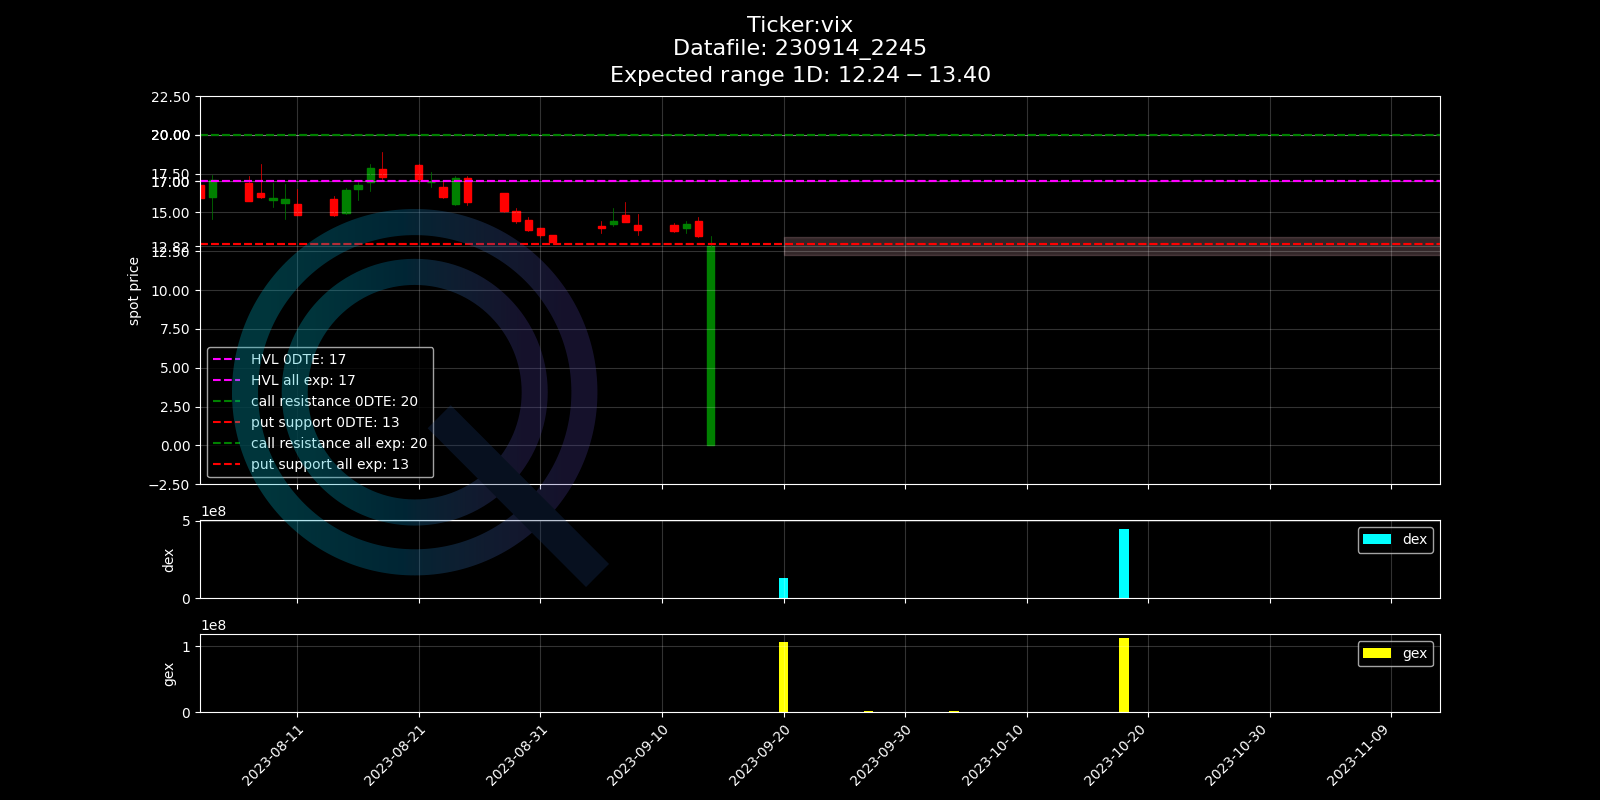 Ticker:vix
Datafile: 230914_2245
Expected range 1D: 12.24 − 13.40
22.50
20.00
17.50
17.00
15.00
12.82
10.00
7.50
5.00
2.50
0.00
−2.50
spot price
HVL 0DTE: 17
HVL all exp: 17
call resistance 0DTE: 20
put support 0DTE: 13
call resistance all exp: 20
put support all exp: 13
1e8
5
0
dex
dex
1e8
1
0
gex
gex
2023-08-11
2023-08-21
2023-08-31
2023-09-10
2023-09-20
2023-09-30
2023-10-10
2023-10-20
2023-10-30
2023-11-09